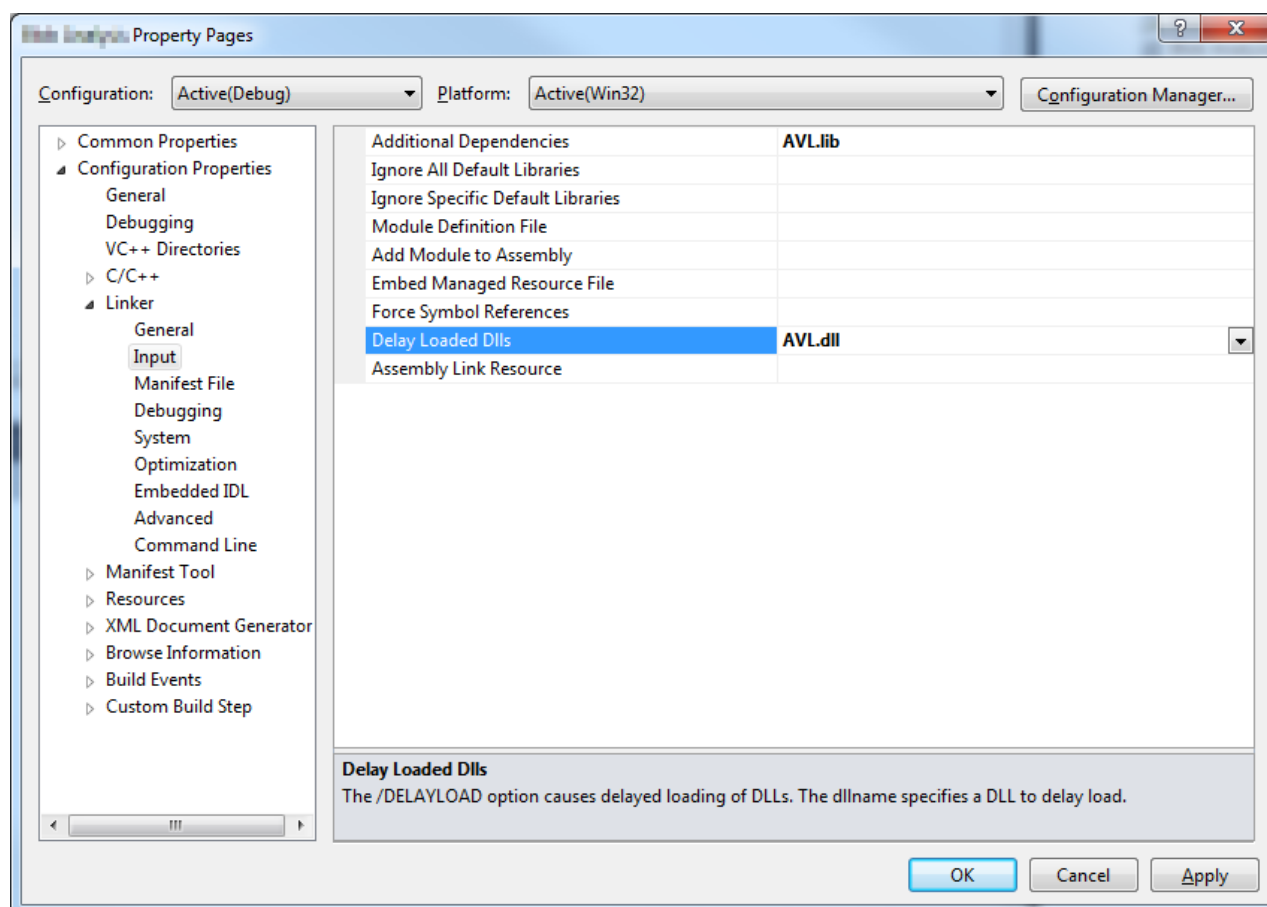 Property Pages
Configuration: Active(Debug) Platform: Active(Win32) Configuration Manager...
Common Properties
Configuration Properties
General
Debugging
VC++ Directories
C/C++
Linker
General
Input
Manifest File
Debugging
System
Optimization
Embedded IDL
Advanced
Command Line
Manifest Tool
Resources
XML Document Generator
Browse Information
Build Events
Custom Build Step
Additional Dependencies AVL.lib
Ignore All Default Libraries
Ignore Specific Default Libraries
Module Definition File
Add Module to Assembly
Embed Managed Resource File
Force Symbol References
Delay Loaded Dlls AVL.dll
Assembly Link Resource
Delay Loaded Dlls
The /DELAYLOAD option causes delayed loading of DLLs. The dllname specifies a DLL to delay load.
OK Cancel Apply